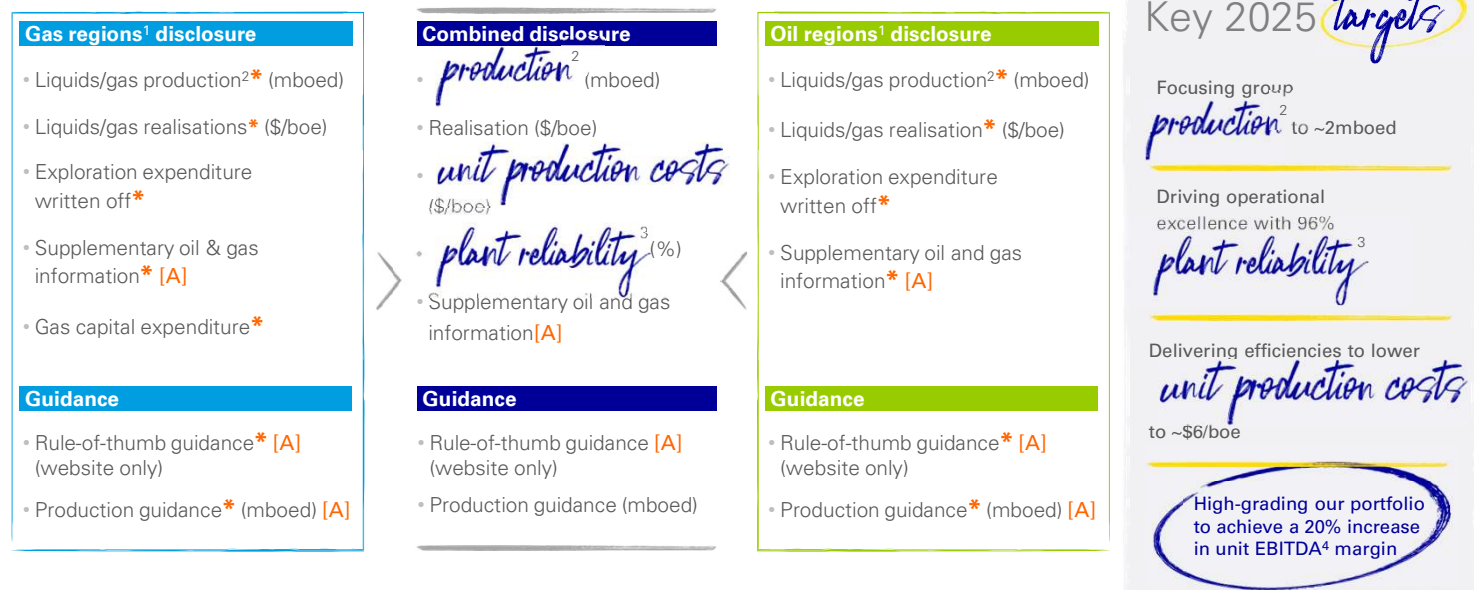 Gas regions¹ disclosure
• Liquids/gas production²* (mboed)
• Liquids/gas realisations* ($/boe)
• Exploration expenditure
written off*
• Supplementary oil & gas
information* [A]
• Gas capital expenditure*
Guidance
• Rule-of-thumb guidance* [A]
(website only)
• Production guidance* (mboed) [A]
Combined disclosure
• production² (mboed)
• Realisation ($/boe)
• unit production costs
($/boe)
• plant reliability³ (%)
• Supplementary oil and gas
information[A]
Guidance
• Rule-of-thumb guidance [A]
(website only)
• Production guidance (mboed)
Oil regions¹ disclosure
• Liquids/gas production²* (mboed)
• Liquids/gas realisation* ($/boe)
• Exploration expenditure
written off*
• Supplementary oil and gas
information* [A]
Guidance
• Rule-of-thumb guidance* [A]
(website only)
• Production guidance* (mboed) [A]
Key 2025 targets
Focusing group
production² to ~2mboed
Driving operational
excellence with 96%
plant reliability³
Delivering efficiencies to lower
unit production costs
to ~$6/boe
High-grading our portfolio
to achieve a 20% increase
in unit EBITDA⁴ margin